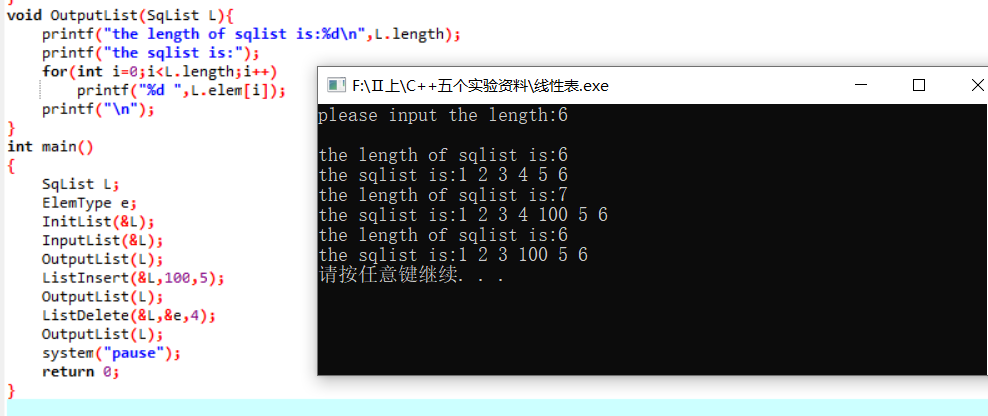 }
void OutputList(SqList L){
printf("the length of sqlist is:%d\n",L.length);
printf("the sqlist is:");
for(int i=0;i<L.length;i++)
printf("%d ",L.elem[i]);
printf("\n");
}
int main()
{
SqList L;
ElemType e;
InitList(&L);
InputList(&L);
OutputList(L);
ListInsert(&L,100,5);
OutputList(L);
ListDelete(&L,&e,4);
OutputList(L);
system("pause");
return 0;
}
F:\Ⅱ上\C++五个实验资料\线性表.exe
please input the length:6
the length of sqlist is:6
the sqlist is:1 2 3 4 5 6
the length of sqlist is:7
the sqlist is:1 2 3 4 100 5 6
the length of sqlist is:6
the sqlist is:1 2 3 100 5 6
请按任意键继续. . .